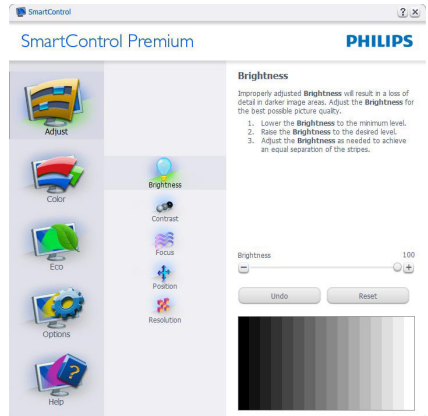 SmartControl
? ×
SmartControl Premium
PHILIPS
Adjust
Color
Eco
Options
Help
Brightness
Contrast
Focus
Position
Resolution
Brightness
Improperly adjusted Brightness will result in a loss of
detail in darker image areas. Adjust the Brightness for
the best possible picture quality.
1. Lower the Brightness to the minimum level.
2. Raise the Brightness to the desired level.
3. Adjust the Brightness as needed to achieve
an equal separation of the stripes.
Brightness 100
Undo Reset